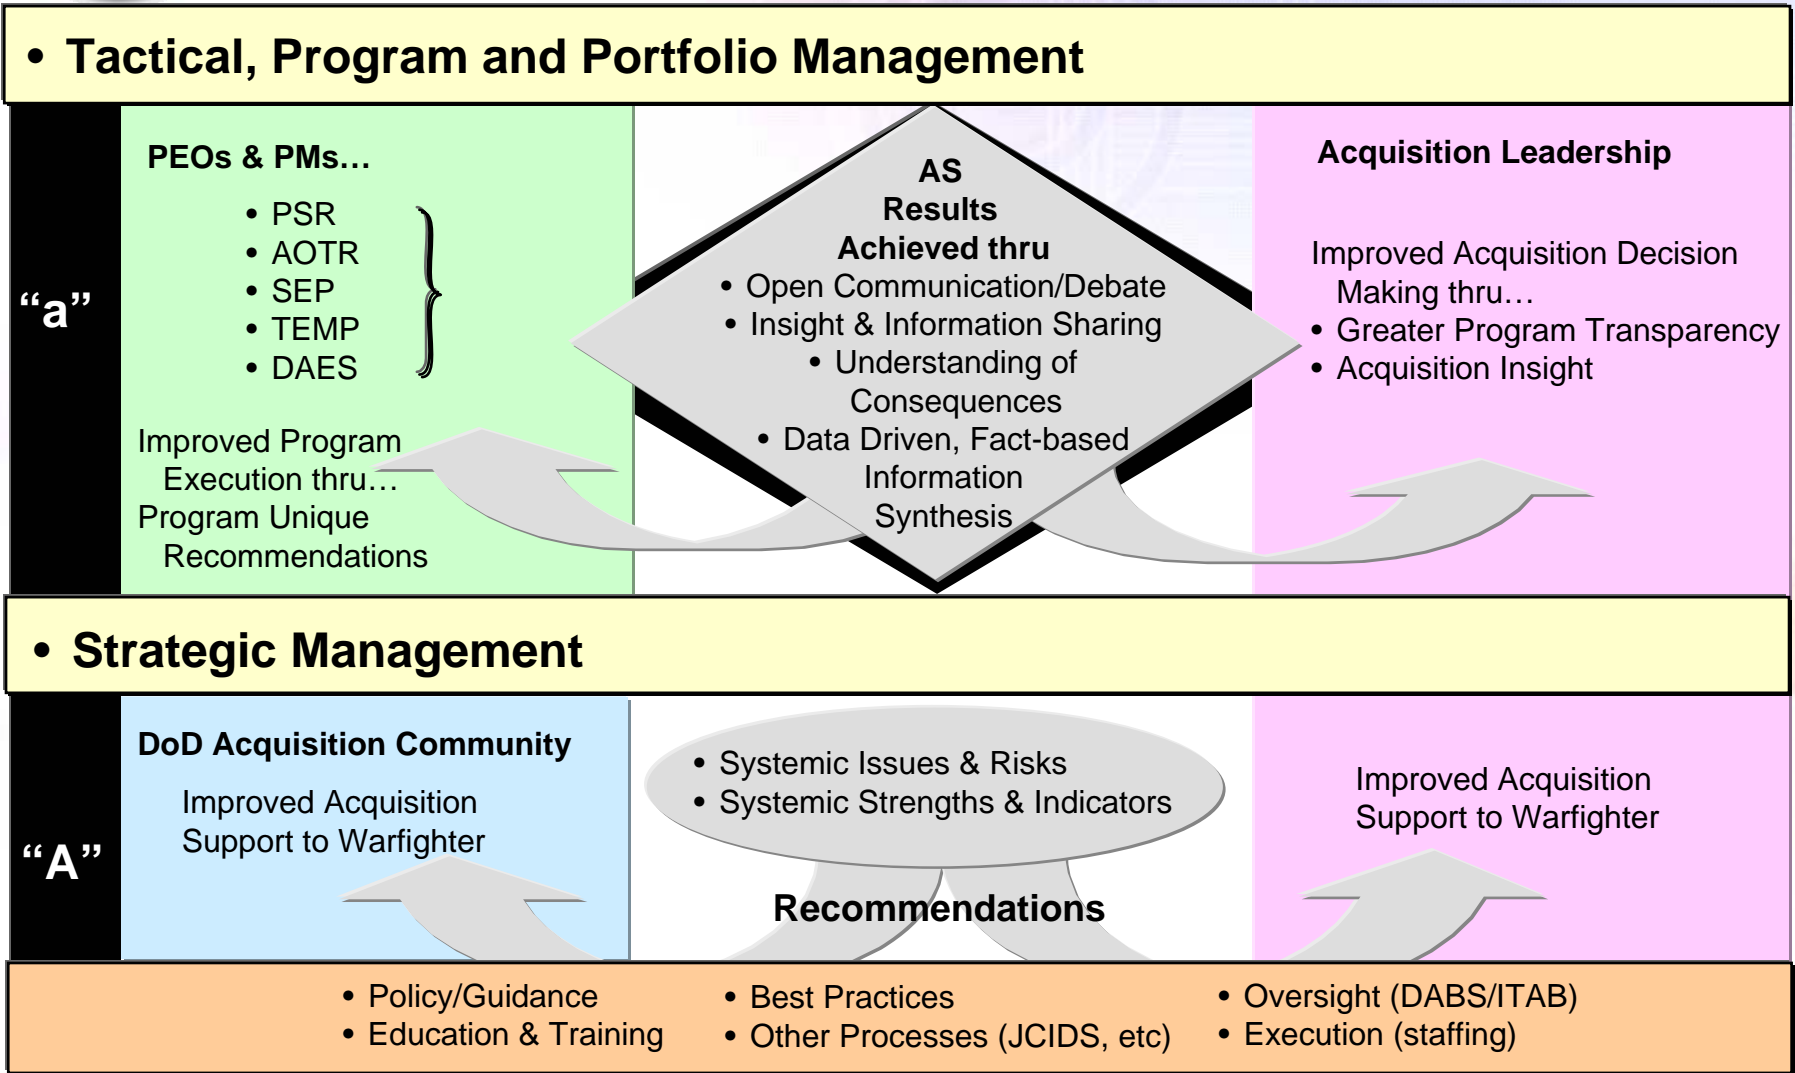 • Tactical, Program and Portfolio Management
“a”
PEOs & PMs…
• PSR
• AOTR
• SEP
• TEMP
• DAES
Improved Program
Execution thru…
Program Unique
Recommendations
AS
Results
Achieved thru
• Open Communication/Debate
• Insight & Information Sharing
• Understanding of
Consequences
• Data Driven, Fact-based
Information
Synthesis
Acquisition Leadership
Improved Acquisition Decision
Making thru…
• Greater Program Transparency
• Acquisition Insight
• Strategic Management
“A”
DoD Acquisition Community
Improved Acquisition
Support to Warfighter
• Systemic Issues & Risks
• Systemic Strengths & Indicators
Recommendations
Improved Acquisition
Support to Warfighter
• Policy/Guidance
• Education & Training
• Best Practices
• Other Processes (JCIDS, etc)
• Oversight (DABS/ITAB)
• Execution (staffing)